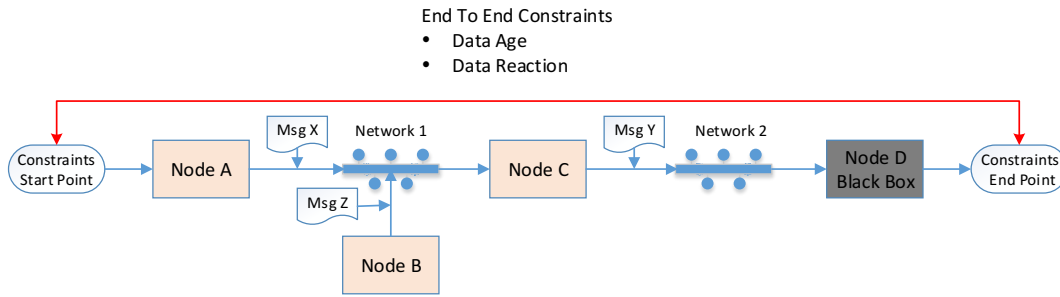 End To End Constraints
• Data Age
• Data Reaction
Msg X
Network 1
Msg Y
Network 2
Constraints
Start Point
Node A
Node C
Node D
Black Box
Constraints
End Point
Msg Z
Node B